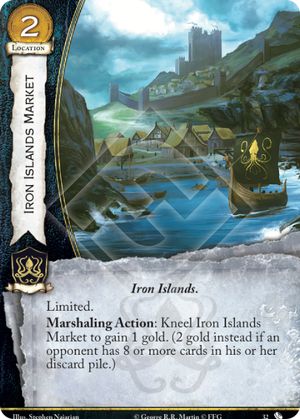 2
LOCATION
IRON ISLANDS MARKET
Iron Islands.
Limited.
Marshaling Action: Kneel Iron Islands
Market to gain 1 gold. (2 gold instead if an
opponent has 8 or more cards in his or her
discard pile.)
Illus. Stephen Najarian
© George R.R. Martin © FFG
32